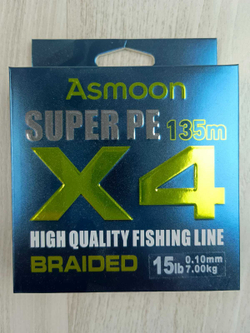 Asmoon
SUPER PE 135m
X4
HIGH QUALITY FISHING LINE
BRAIDED 15lb 0.10mm
7.00kg